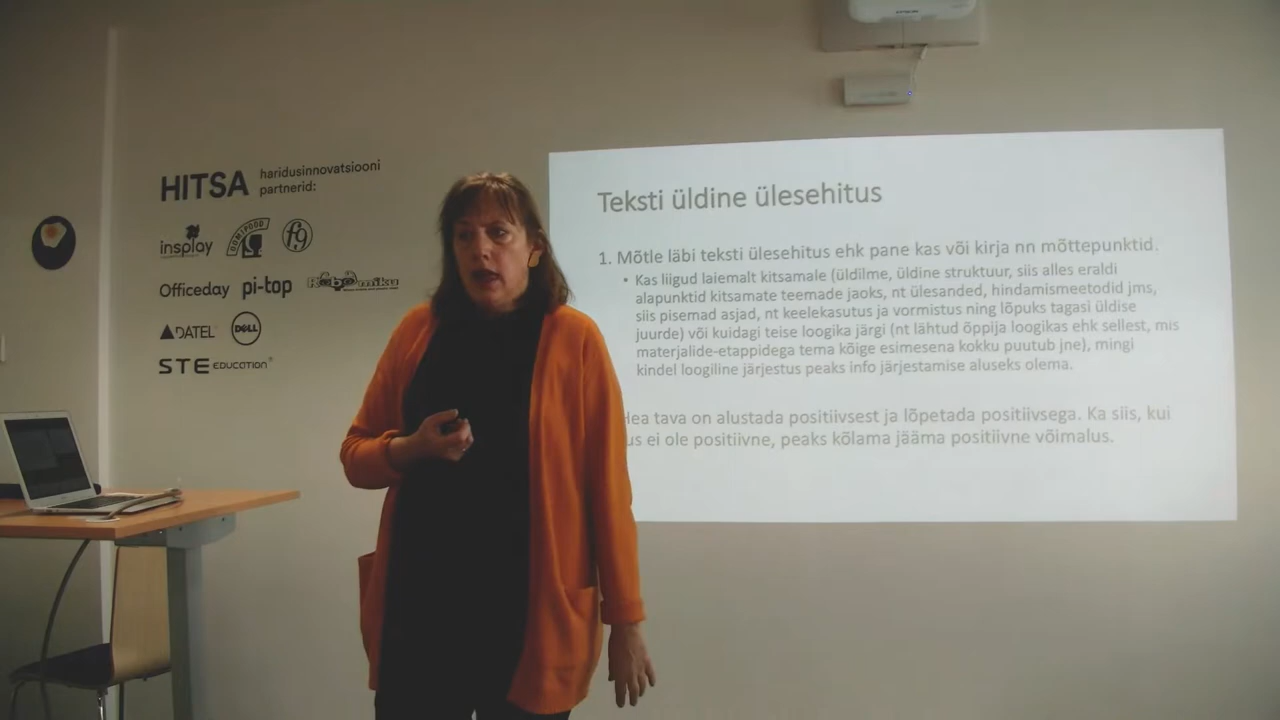 HITSA haridusinnovatsiooni
partnerid:
insplay OOMIPOOD f9
Officeday pi-top Robomiku
DATEL DELL
STE EDUCATION
Teksti üldine ülesehitus
1. Mõtle läbi teksti ülesehitus ehk pane kas või kirja nn mõttepunktid.
• Kas liigud laiemalt kitsamale (üldilme, üldine struktuur, siis alles eraldi
alapunktid kitsamate teemade jaoks, nt ülesanded, hindamismeetodid jms,
siis pisemad asjad, nt keelekasutus ja vormistus ning lõpuks tagasi üldise
juurde) või kuidagi teise loogika järgi (nt lähtud õppija loogikas ehk sellest, mis
materjalide-etappidega tema kõige esimesena kokku puutub jne), mingi
kindel loogiline järjestus peaks info järjestamise aluseks olema.
Hea tava on alustada positiivsest ja lõpetada positiivsega. Ka siis, kui
us ei ole positiivne, peaks kõlama jääma positiivne võimalus.